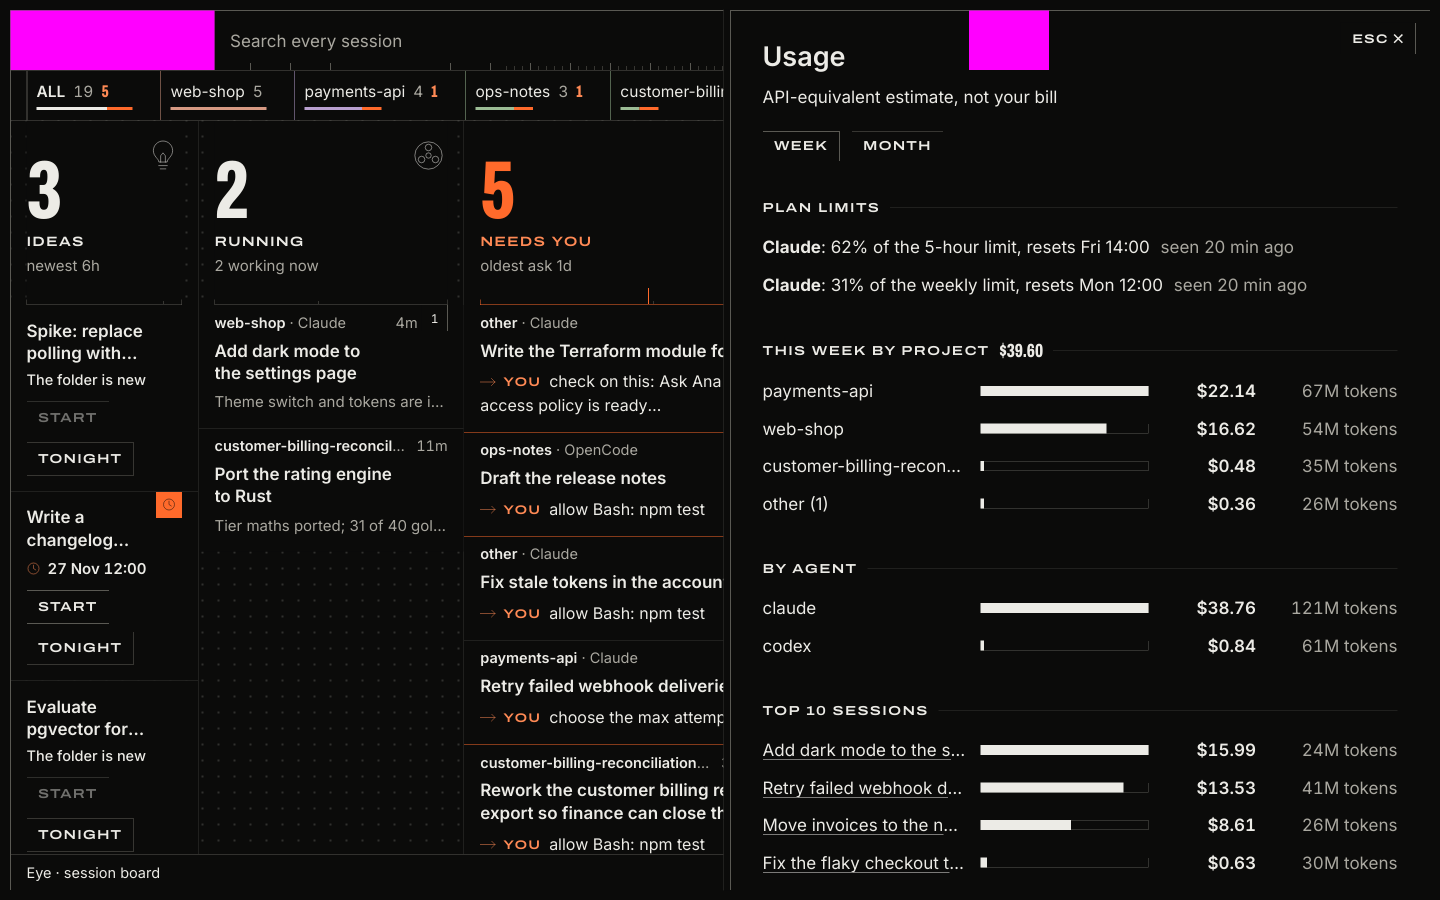 Search every session
ALL 19 5
web-shop 5
payments-api 4 1
ops-notes 3 1
customer-billin
3
IDEAS
newest 6h
Spike: replace
polling with...
The folder is new
START
TONIGHT
Write a
changelog...
27 Nov 12:00
START
TONIGHT
Evaluate
pgvector for...
The folder is new
START
TONIGHT
2
RUNNING
2 working now
web-shop · Claude 4m 1
Add dark mode to
the settings page
Theme switch and tokens are i...
customer-billing-reconcil... 11m
Port the rating engine
to Rust
Tier maths ported; 31 of 40 gol...
5
NEEDS YOU
oldest ask 1d
other · Claude
Write the Terraform module fo
→ YOU check on this: Ask Ana
access policy is ready...
ops-notes · OpenCode
Draft the release notes
→ YOU allow Bash: npm test
other · Claude
Fix stale tokens in the accoun
→ YOU allow Bash: npm test
payments-api · Claude
Retry failed webhook deliverie
→ YOU choose the max attemp
customer-billing-reconciliation...
Rework the customer billing re
export so finance can close th
→ YOU allow Bash: npm test
Eye · session board
Usage
ESC ×
API-equivalent estimate, not your bill
WEEK MONTH
PLAN LIMITS
Claude: 62% of the 5-hour limit, resets Fri 14:00 seen 20 min ago
Claude: 31% of the weekly limit, resets Mon 12:00 seen 20 min ago
THIS WEEK BY PROJECT $39.60
payments-api $22.14 67M tokens
web-shop $16.62 54M tokens
customer-billing-recon... $0.48 35M tokens
other (1) $0.36 26M tokens
BY AGENT
claude $38.76 121M tokens
codex $0.84 61M tokens
TOP 10 SESSIONS
Add dark mode to the s... $15.99 24M tokens
Retry failed webhook d... $13.53 41M tokens
Move invoices to the n... $8.61 26M tokens
Fix the flaky checkout t... $0.63 30M tokens